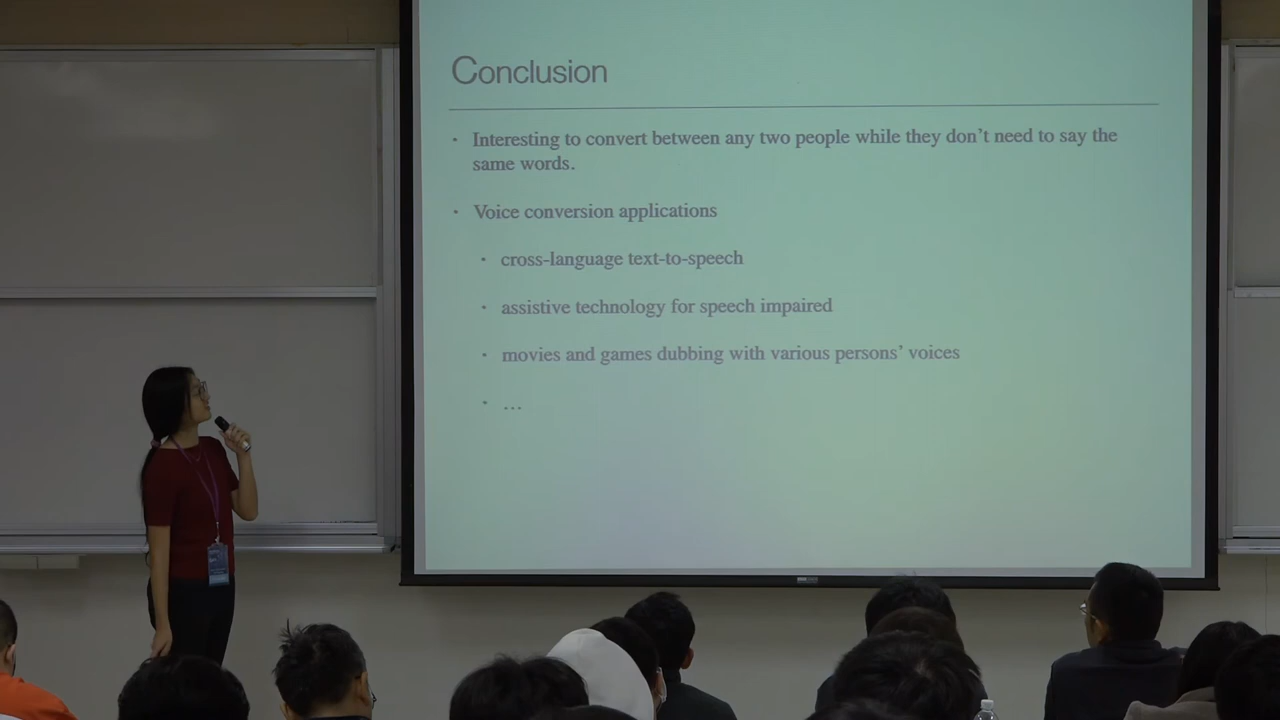 Conclusion
· Interesting to convert between any two people while they don't need to say the
same words.
· Voice conversion applications
· cross-language text-to-speech
· assistive technology for speech impaired
· movies and games dubbing with various persons' voices
· …